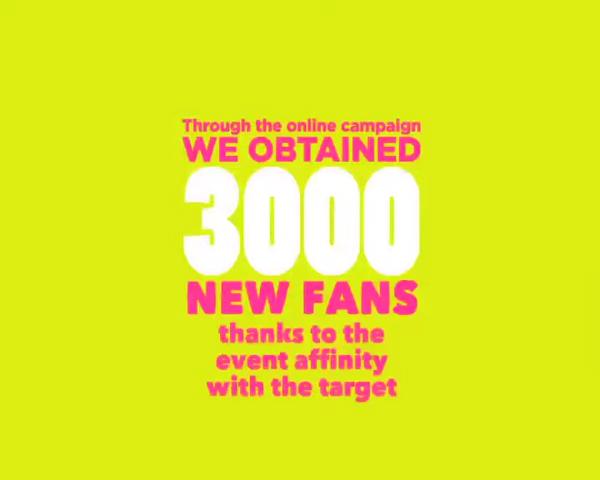 Through the online campaign
WE OBTAINED
3000
NEW FANS
thanks to the
event affinity
with the target